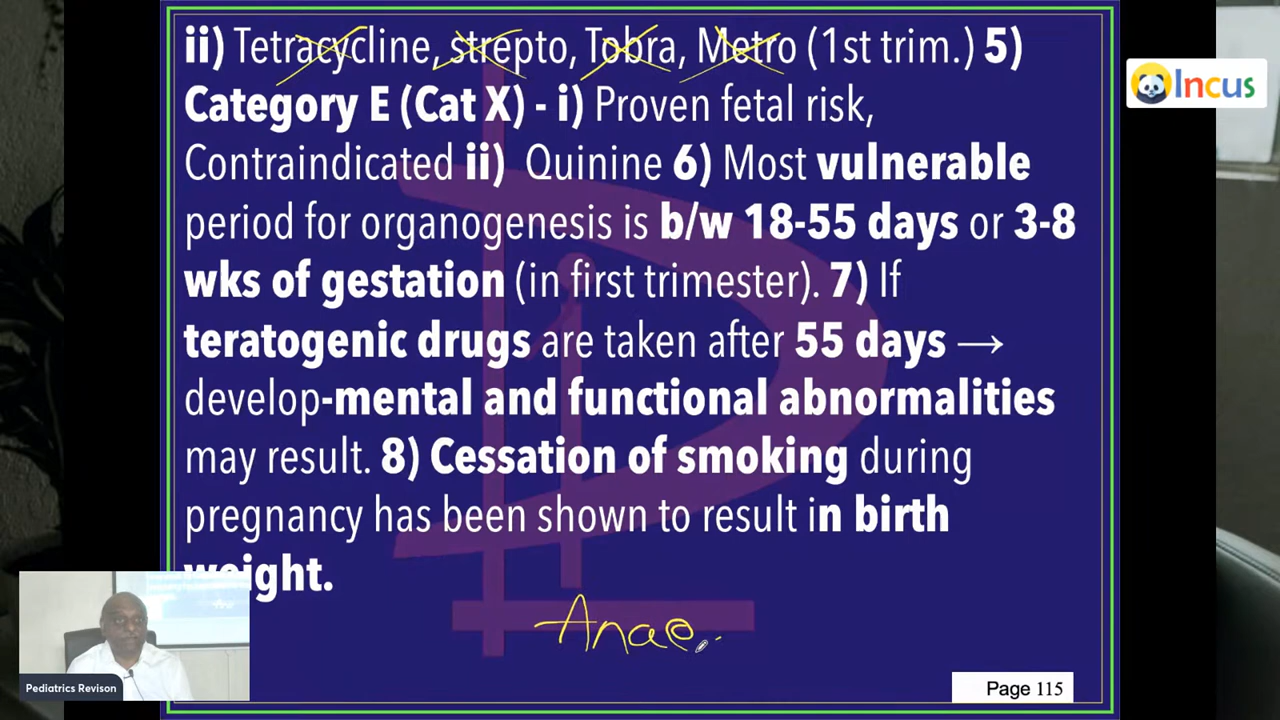 ii) Tetracycline, strepto, Tobra, Metro (1st trim.) 5)
Category E (Cat X) - i) Proven fetal risk,
Contraindicated ii) Quinine 6) Most vulnerable
period for organogenesis is b/w 18-55 days or 3-8
wks of gestation (in first trimester). 7) If
teratogenic drugs are taken after 55 days →
develop-mental and functional abnormalities
may result. 8) Cessation of smoking during
pregnancy has been shown to result in birth
weight.
Anae
Page 115
Incus
Pediatrics Revison